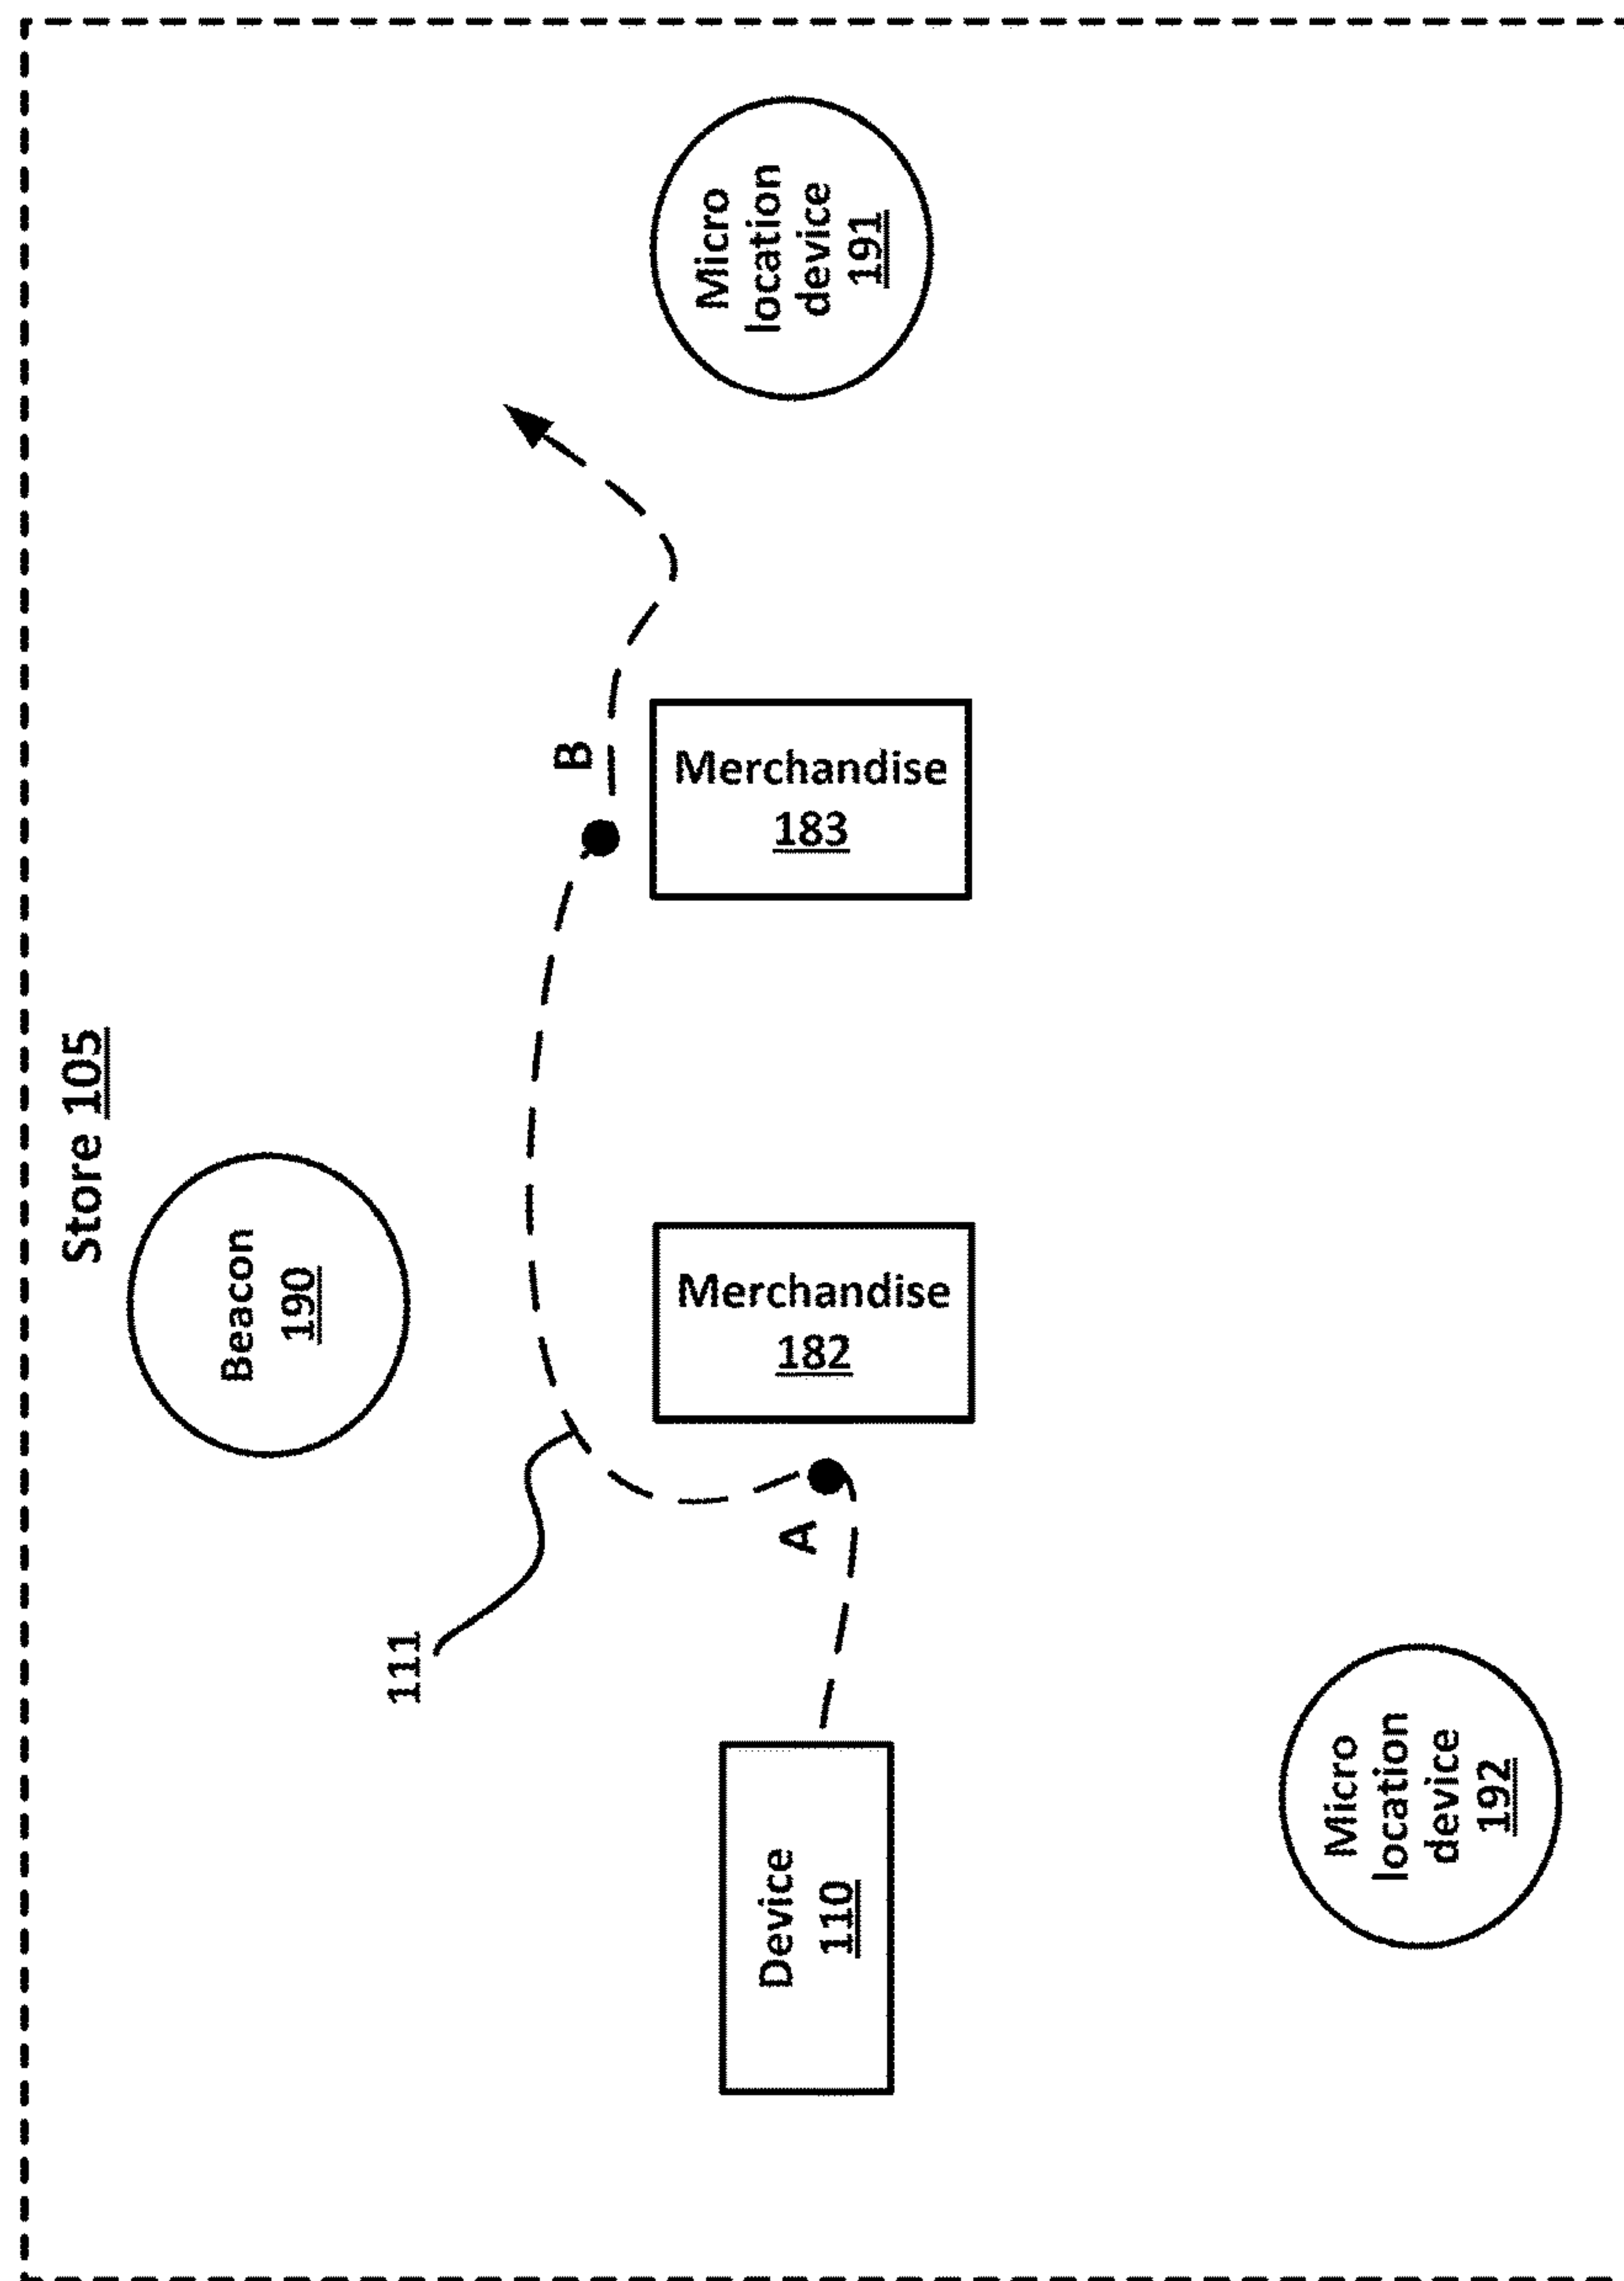 Store 105
Beacon
190
111
B
A
Merchandise
182
Merchandise
183
Device
110
Micro
location
device
191
Micro
location
device
192